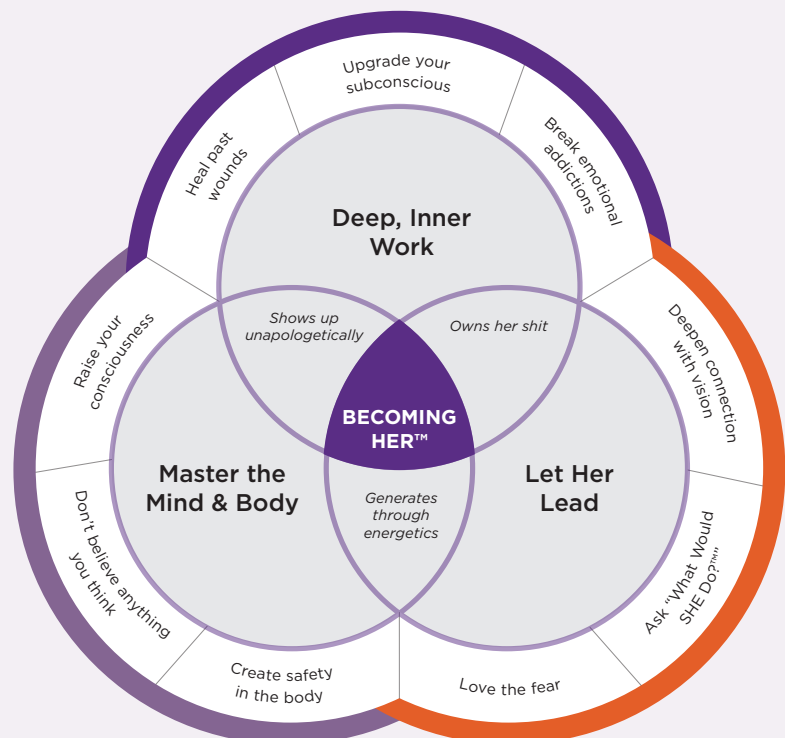 Upgrade your
subconscious
Heal past
wounds
Break emotional
addictions
Deep, Inner
Work
Shows up
unapologetically
Owns her shit
Raise your
consciousness
Deepen connection
with vision
BECOMING
HER™
Master the
Mind & Body
Let Her
Lead
Generates
through
energetics
Don't believe anything
you think
Ask “What Would
SHE Do?™”
Create safety
in the body
Love the fear